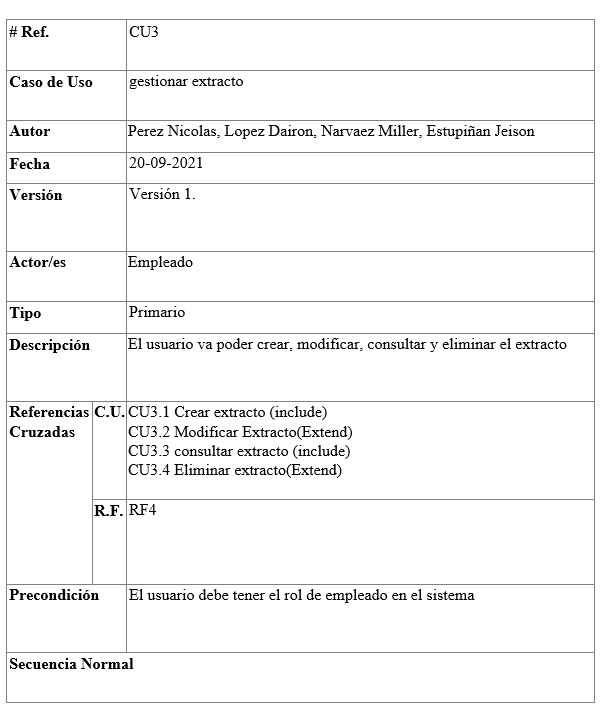 # Ref. CU3
Caso de Uso gestionar extracto
Autor Perez Nicolas, Lopez Dairon, Narvaez Miller, Estupiñan Jeison
Fecha 20-09-2021
Versión Versión 1.
Actor/es Empleado
Tipo Primario
Descripción El usuario va poder crear, modificar, consultar y eliminar el extracto
Referencias C.U. CU3.1 Crear extracto (include)
Cruzadas CU3.2 Modificar Extracto(Extend)
CU3.3 consultar extracto (include)
CU3.4 Eliminar extracto(Extend)
R.F. RF4
Precondición El usuario debe tener el rol de empleado en el sistema
Secuencia Normal